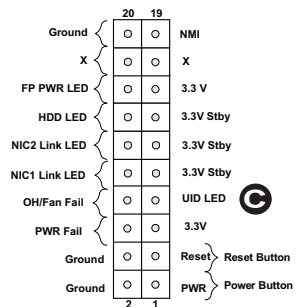 20 19
Ground NMI
X X
FP PWR LED 3.3 V
HDD LED 3.3V Stby
NIC2 Link LED 3.3V Stby
NIC1 Link LED 3.3V Stby
OH/Fan Fail UID LED C
PWR Fail 3.3V
Ground Reset Reset Button
Ground PWR Power Button
2 1